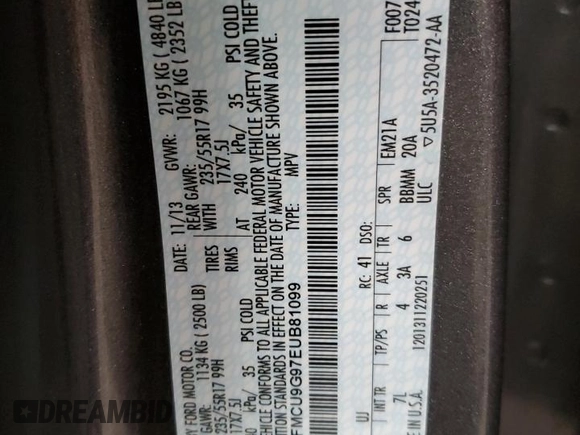 Y FORD MOTOR CO.
DATE: 11/13 GVWR: 2195 KG ( 4840 L
GAWR: 1134 KG ( 2500 LB) REAR GAWR: 1067 KG ( 2352 LB
235/55R17 99H TIRES WITH 235/55R17 99H
17X7.5J RIMS 17X7.5J
kPa/ 35 PSI COLD AT 240 kPa/ 35 PSI COLD
VEHICLE CONFORMS TO ALL APPLICABLE FEDERAL MOTOR VEHICLE SAFETY AND THEFT
STANDARDS IN EFFECT ON THE DATE OF MANUFACTURE SHOWN ABOVE.
FMCU9G97EUB81099 TYPE: MPV
F007
T024
UJ RC: 41 DSO:
INT TR TP/PS R AXLE TR SPR EM21A
7L 4 3A 6 BBMM 20A
E IN U.S.A. 1201311220251 ULC ▽5U5A-3520472-AA
DREAMBID